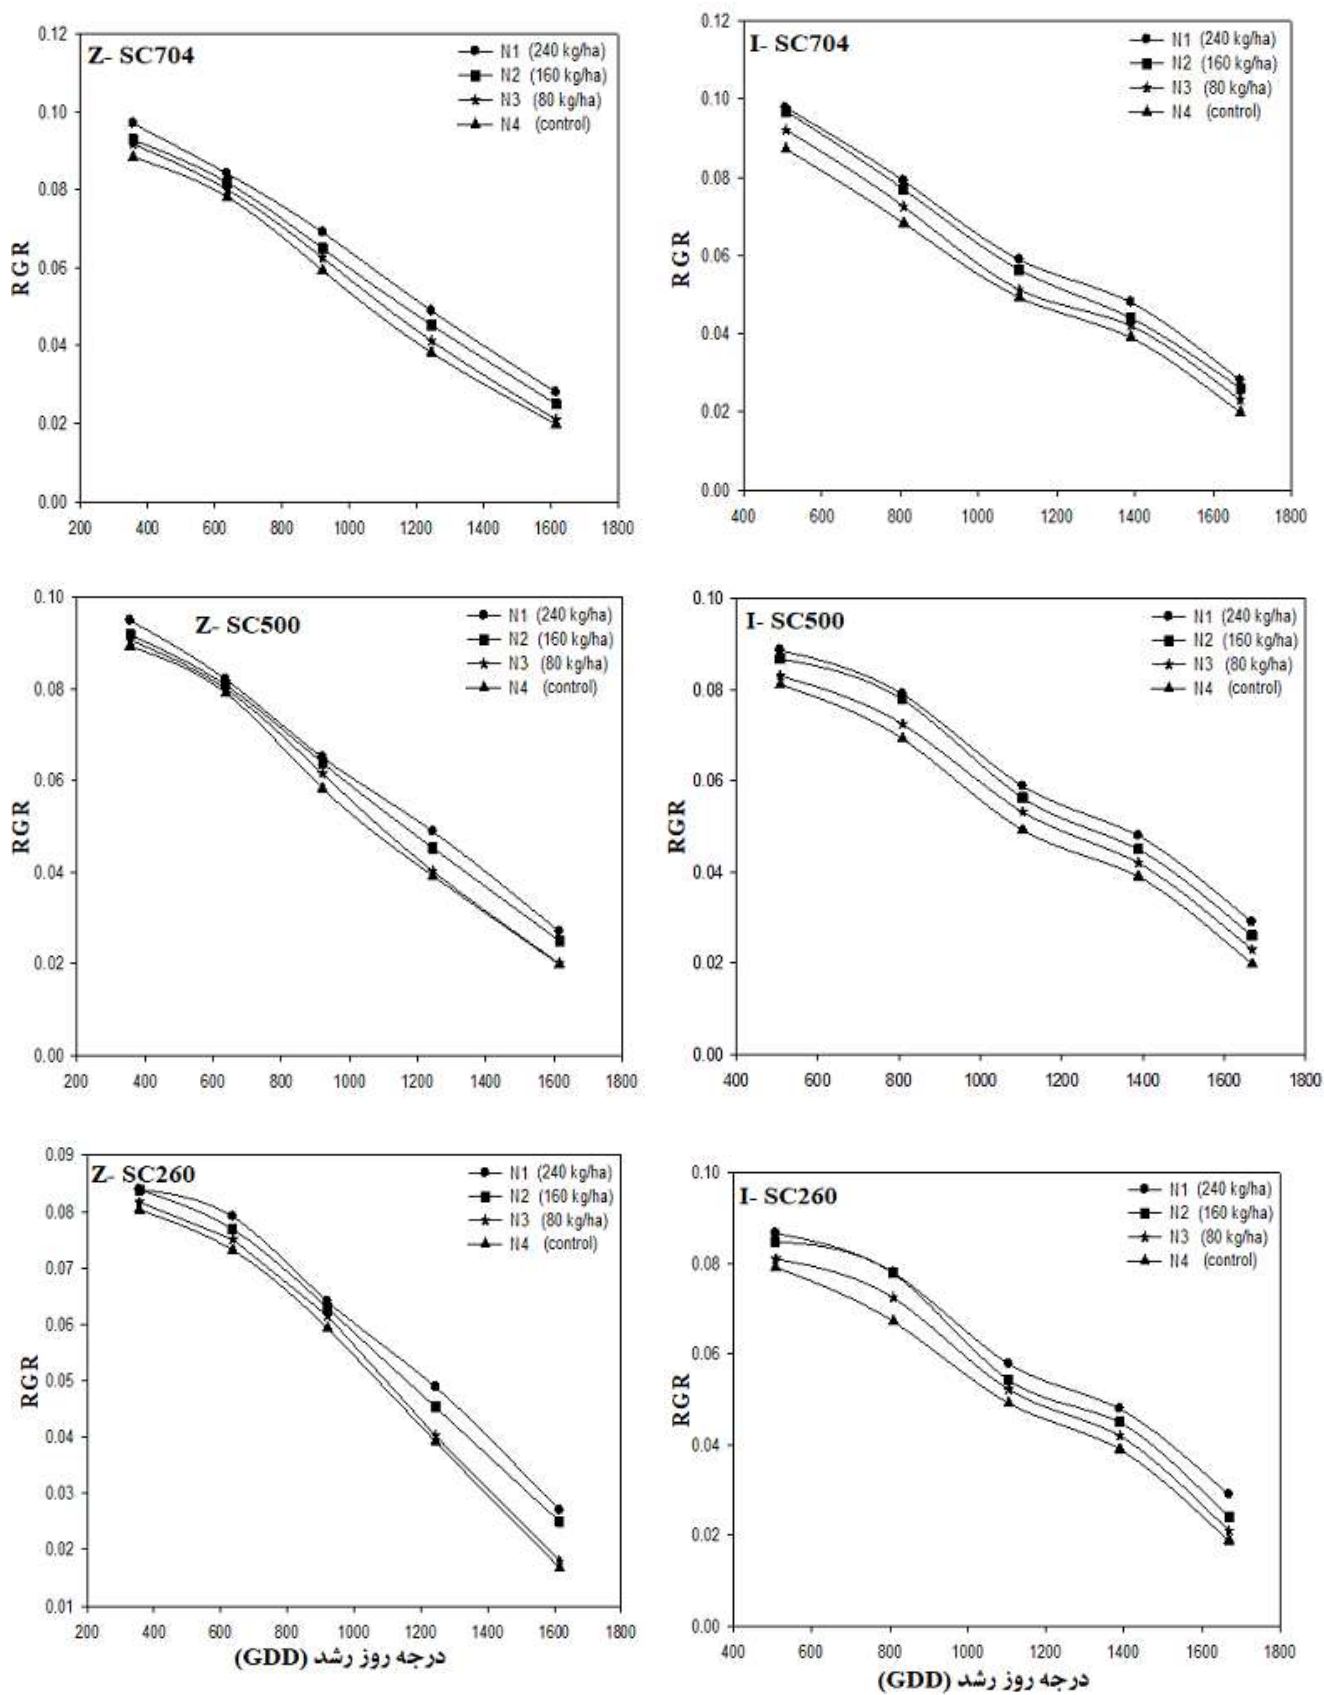 Z- SC704
N1 (240 kg/ha)
N2 (160 kg/ha)
N3 (80 kg/ha)
N4 (control)
RGR
0.12
0.10
0.08
0.06
0.04
0.02
0.00
200 400 600 800 1000 1200 1400 1600 1800
I- SC704
N1 (240 kg/ha)
N2 (160 kg/ha)
N3 (80 kg/ha)
N4 (control)
RGR
0.12
0.10
0.08
0.06
0.04
0.02
0.00
400 600 800 1000 1200 1400 1600 1800
Z- SC500
N1 (240 kg/ha)
N2 (160 kg/ha)
N3 (80 kg/ha)
N4 (control)
RGR
0.10
0.08
0.06
0.04
0.02
0.00
200 400 600 800 1000 1200 1400 1600 1800
I- SC500
N1 (240 kg/ha)
N2 (160 kg/ha)
N3 (80 kg/ha)
N4 (control)
RGR
0.10
0.08
0.06
0.04
0.02
0.00
400 600 800 1000 1200 1400 1600 1800
Z- SC260
N1 (240 kg/ha)
N2 (160 kg/ha)
N3 (80 kg/ha)
N4 (control)
RGR
0.09
0.08
0.07
0.06
0.05
0.04
0.03
0.02
0.01
200 400 600 800 1000 1200 1400 1600 1800
درجه روز رشد (GDD)
I- SC260
N1 (240 kg/ha)
N2 (160 kg/ha)
N3 (80 kg/ha)
N4 (control)
RGR
0.10
0.08
0.06
0.04
0.02
0.00
400 600 800 1000 1200 1400 1600 1800
درجه روز رشد (GDD)